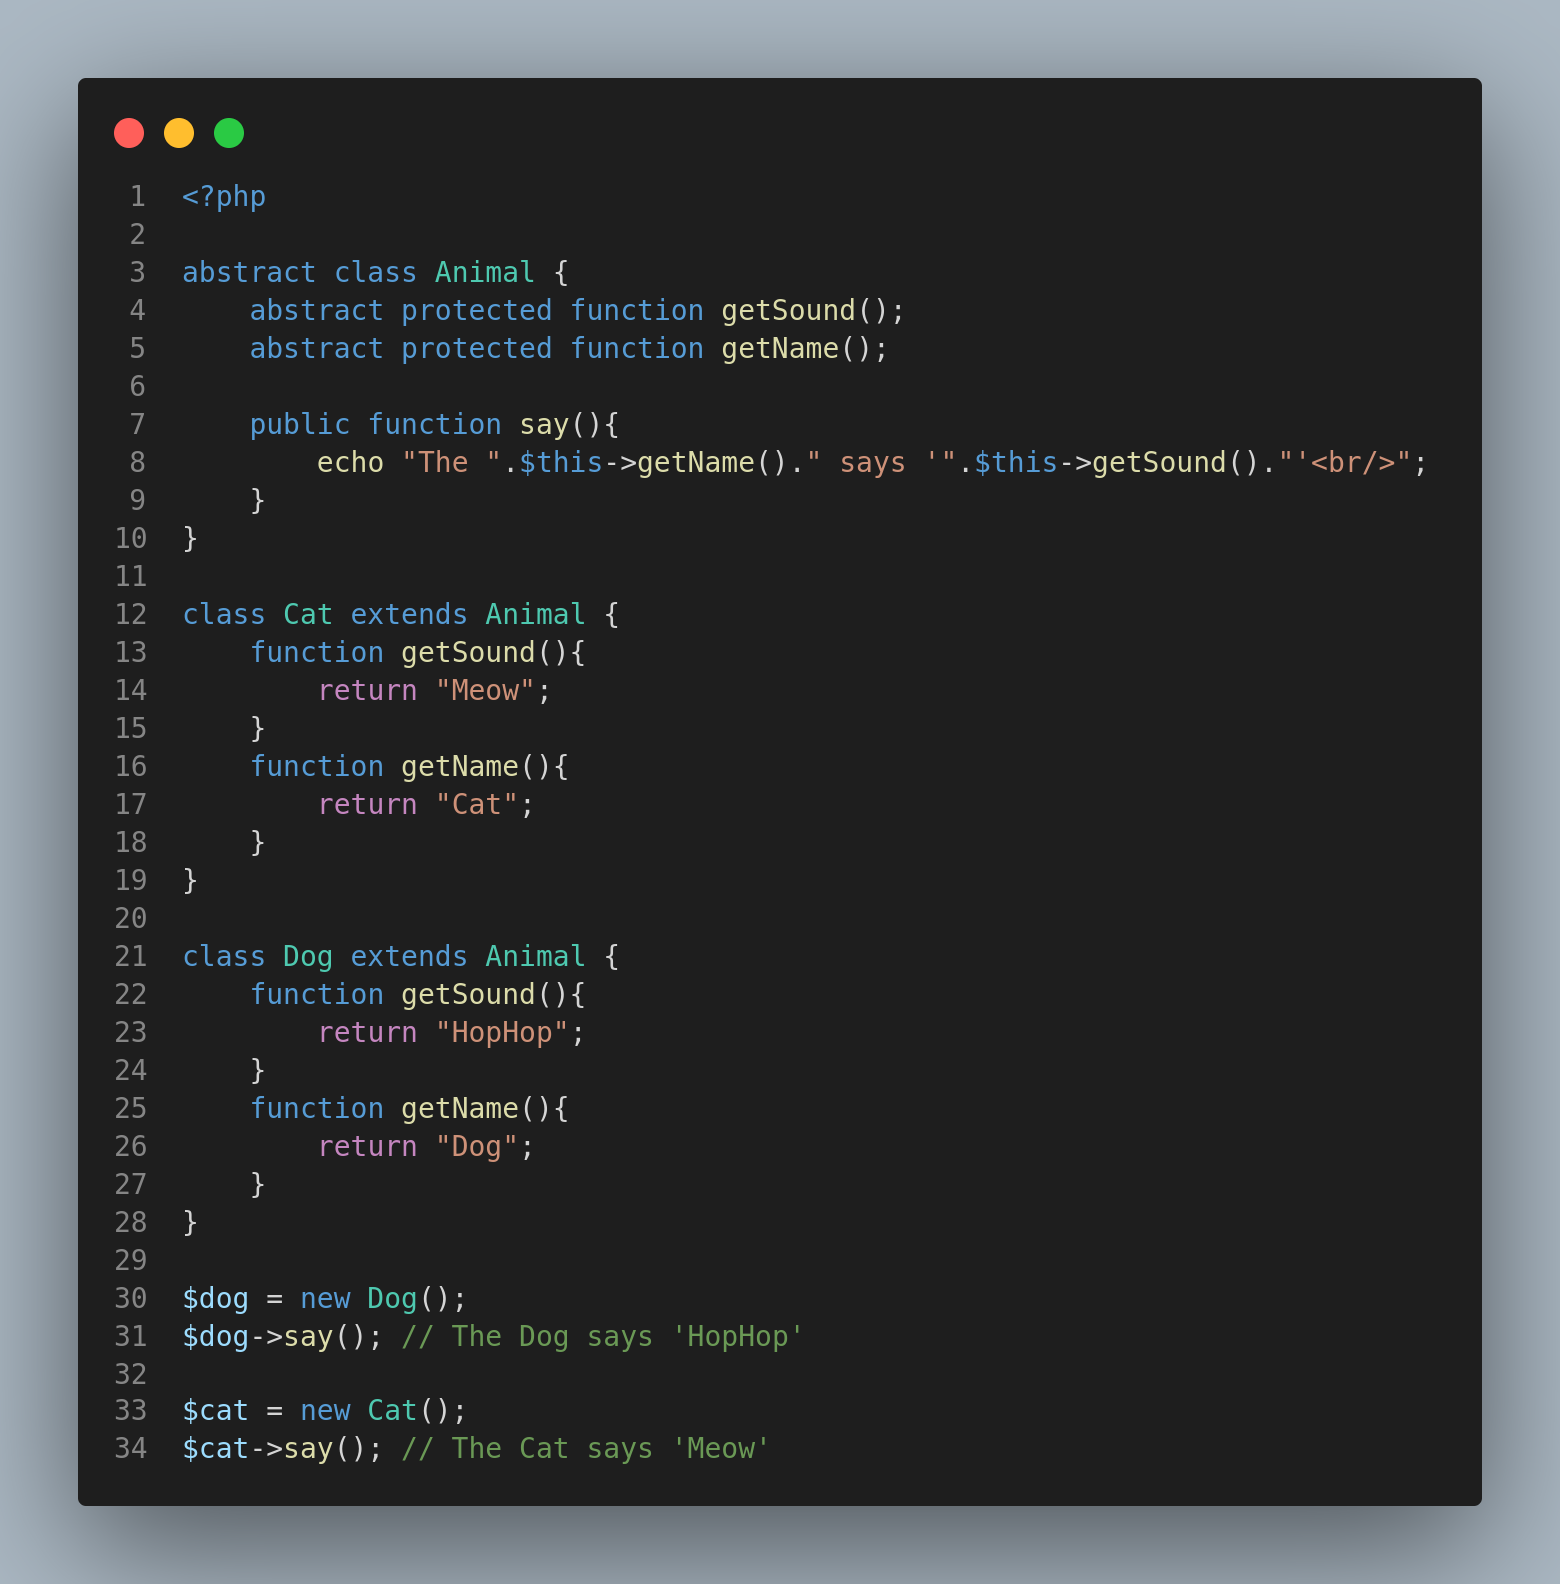 1 <?php
2
3 abstract class Animal {
4     abstract protected function getSound();
5     abstract protected function getName();
6
7     public function say(){
8         echo "The ".$this->getName()." says '".$this->getSound()."'<br/>";
9     }
10 }
11
12 class Cat extends Animal {
13     function getSound(){
14         return "Meow";
15     }
16     function getName(){
17         return "Cat";
18     }
19 }
20
21 class Dog extends Animal {
22     function getSound(){
23         return "HopHop";
24     }
25     function getName(){
26         return "Dog";
27     }
28 }
29
30 $dog = new Dog();
31 $dog->say(); // The Dog says 'HopHop'
32
33 $cat = new Cat();
34 $cat->say(); // The Cat says 'Meow'